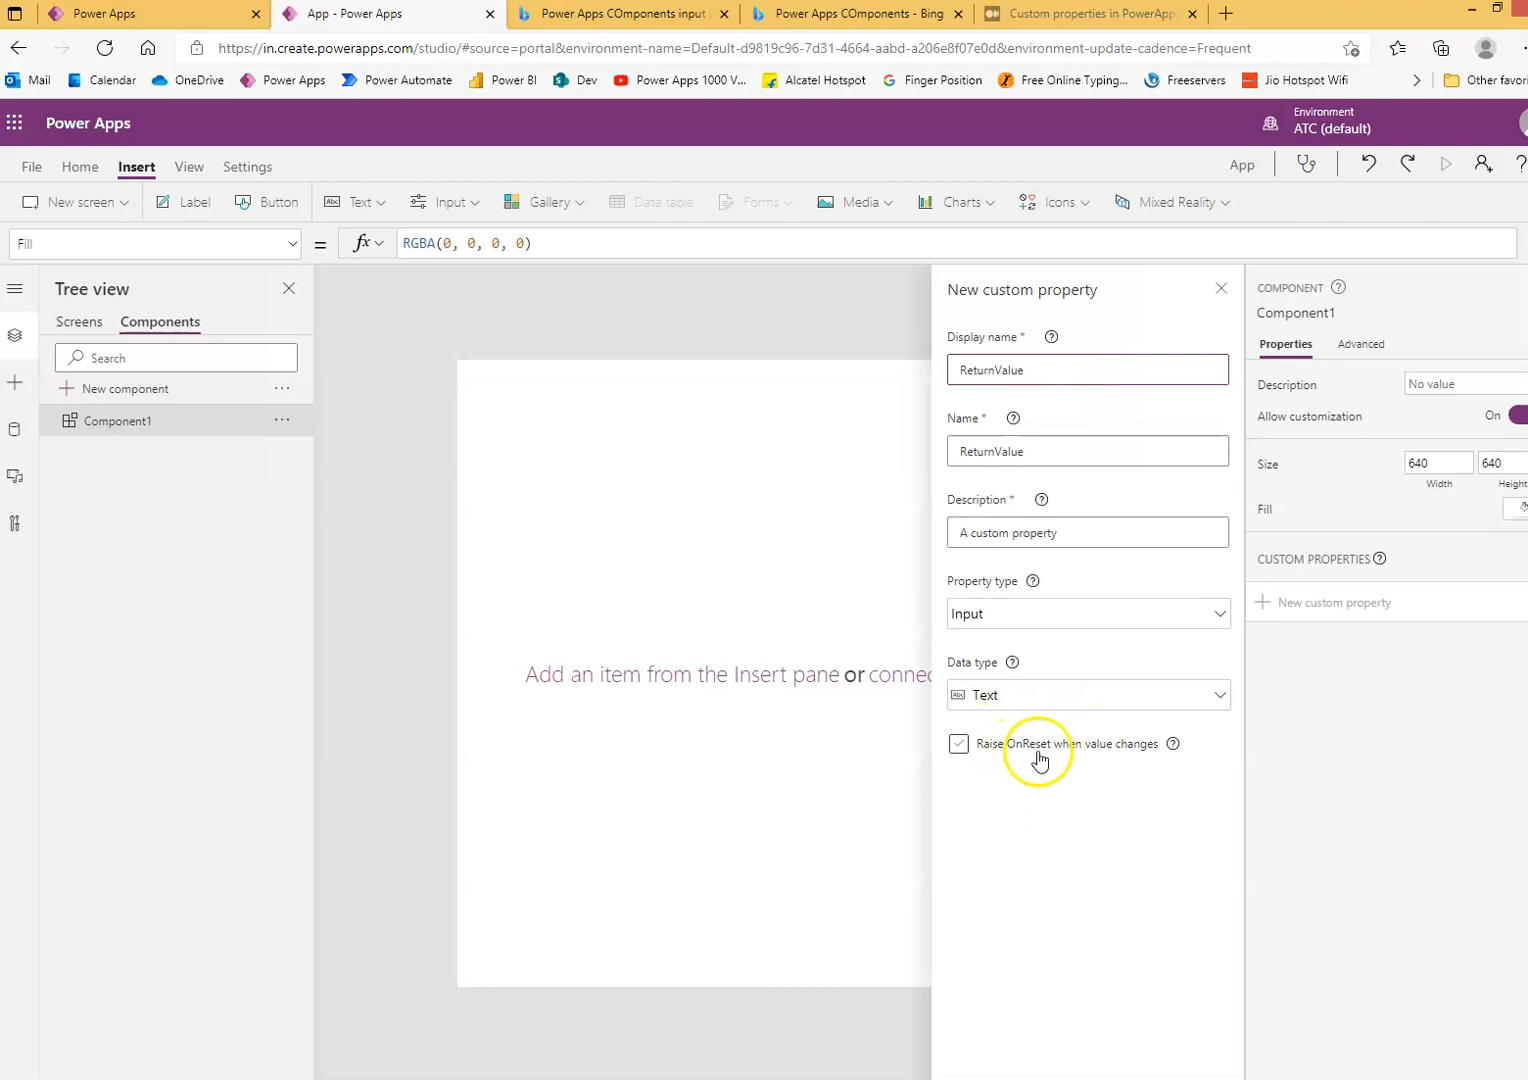 Power Apps
App - Power Apps
Power Apps COmponents input
Power Apps COmponents - Bing
Custom properties in PowerApp
https://in.create.powerapps.com/studio/#source=portal&environment-name=Default-d9819c96-7d31-4664-aabd-a206e8f07e0d&environment-update-cadence=Frequent
Mail Calendar OneDrive Power Apps Power Automate Power BI Dev Power Apps 1000 V... Alcatel Hotspot Finger Position Free Online Typing... Freeservers Jio Hotspot Wifi Other favori
Power Apps
Environment
ATC (default)
File Home Insert View Settings App
New screen Label Button Abc Text Input Gallery Data table Forms Media Charts Icons Mixed Reality
Fill = fx RGBA(0, 0, 0, 0)
Tree view
Screens Components
Search
New component ...
Component1 ...
Add an item from the Insert pane or connec
New custom property
Display name *
ReturnValue
Name *
ReturnValue
Description *
A custom property
Property type
Input
Data type
Abc Text
Raise OnReset when value changes
COMPONENT
Component1
Properties Advanced
Description No value
Allow customization On
Size 640 640
Width Height
Fill
CUSTOM PROPERTIES
New custom property